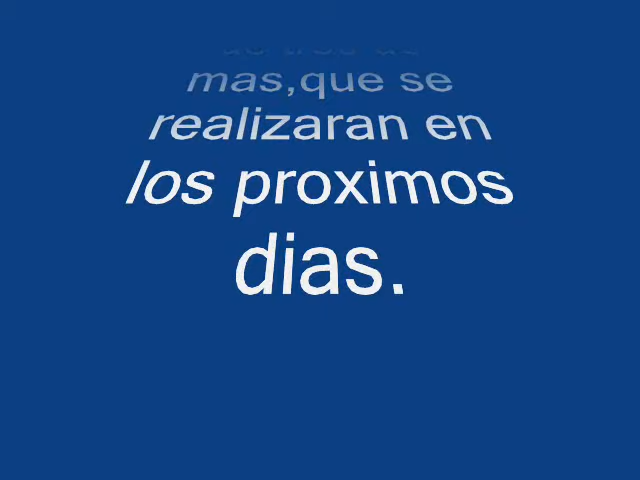 mas,que se
realizaran en
los proximos
dias.